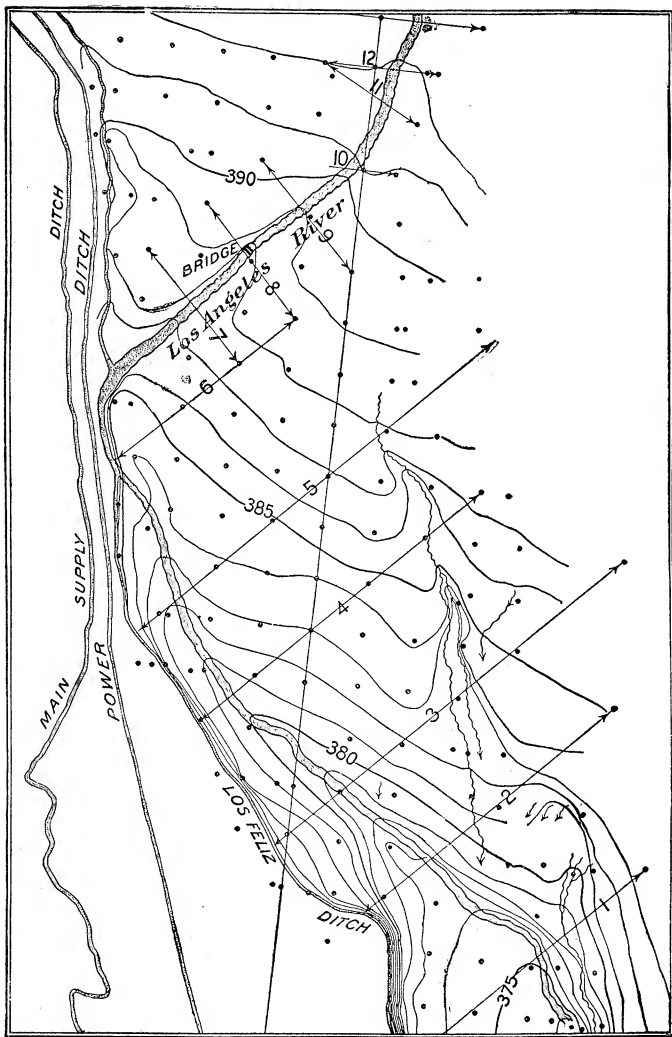 12
11
10
390
DITCH
DITCH
BRIDGE
Los Angeles River
9
8
7
6
5
385
4
SUPPLY
MAIN
POWER
3
380
2
LOS FELIZ
DITCH
1
375